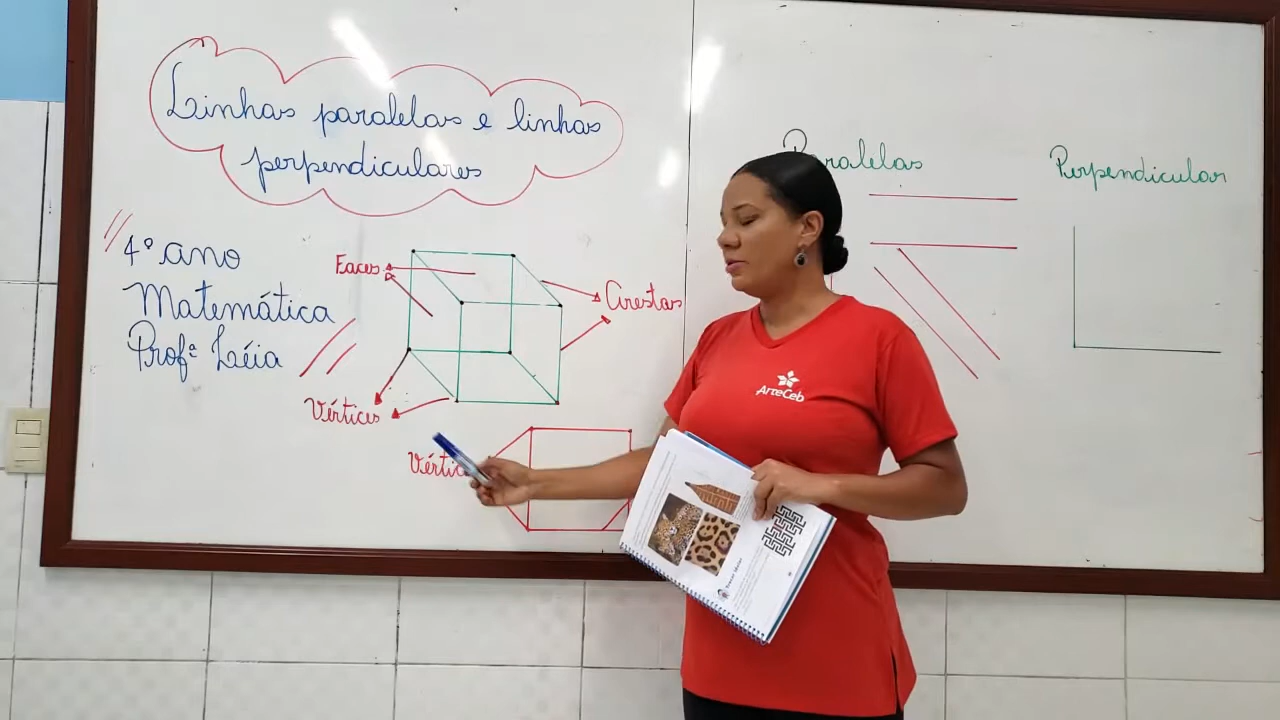 Linhas paralelas e linhas
perpendiculares
4º ano
Matemática
Profª Léia
Faces
Arestas
Vértices
Paralelas
Perpendicular
ArteCeb